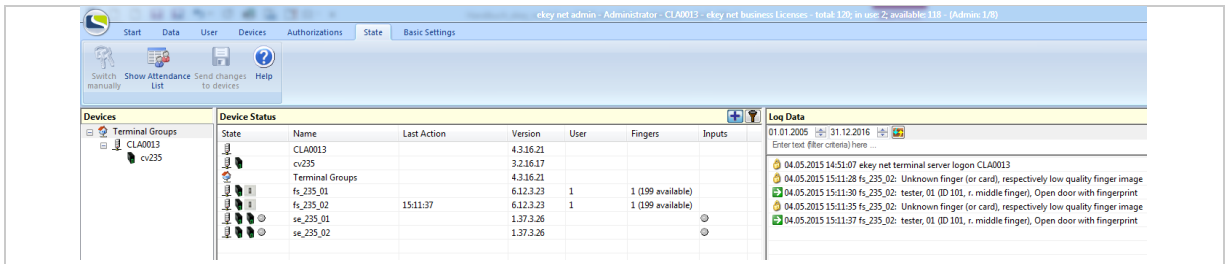 ekey net admin - Administrator - CLA0013 - ekey net business Licenses - total: 120; in use: 2; available: 118 - (Admin: 1/8)
Start Data User Devices Authorizations State Basic Settings
Switch manually
Show Attendance List
Send changes to devices
Help
Devices
Terminal Groups
CLA0013
cv235
Device Status
State Name Last Action Version User Fingers Inputs
CLA0013 4.3.16.21
cv235 3.2.16.17
Terminal Groups 4.3.16.21
fs_235_01 6.12.3.23 1 1 (199 available)
fs_235_02 15:11:37 6.12.3.23 1 1 (199 available)
se_235_01 1.37.3.26
se_235_02 1.37.3.26
Log Data
01.01.2005 31.12.2016
Enter text (filter criteria) here ...
04.05.2015 14:51:07 ekey net terminal server logon CLA0013
04.05.2015 15:11:28 fs_235_02: Unknown finger (or card), respectively low quality finger image
04.05.2015 15:11:30 fs_235_02: tester, 01 (ID 101, r. middle finger), Open door with fingerprint
04.05.2015 15:11:35 fs_235_02: Unknown finger (or card), respectively low quality finger image
04.05.2015 15:11:37 fs_235_02: tester, 01 (ID 101, r. middle finger), Open door with fingerprint